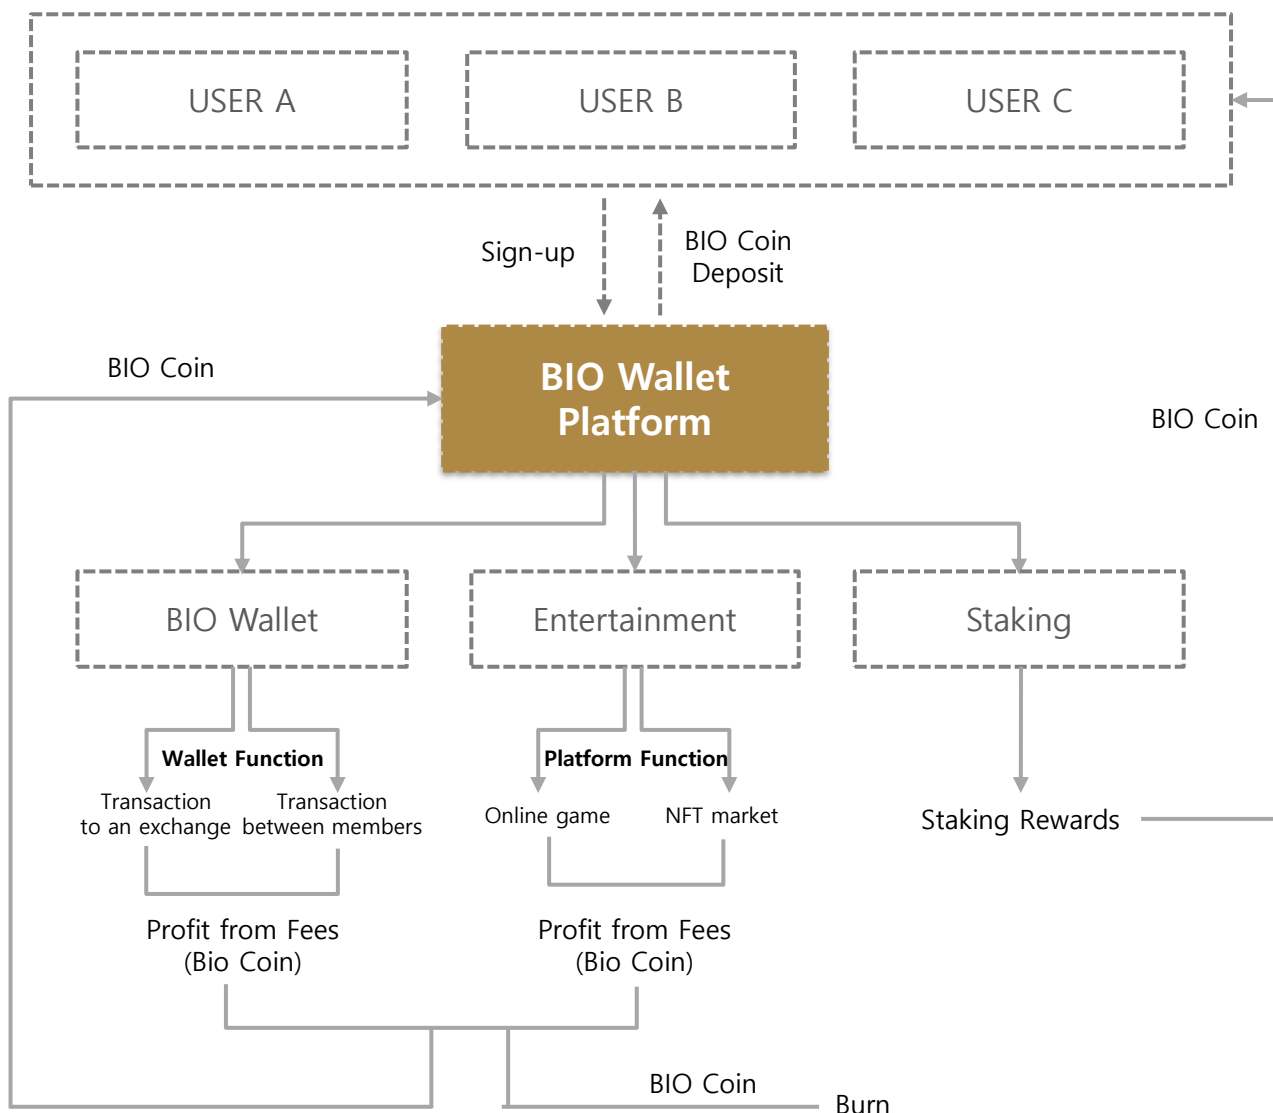 USER A
USER B
USER C
Sign-up
BIO Coin
Deposit
BIO Wallet
Platform
BIO Coin
BIO Coin
BIO Wallet
Entertainment
Staking
Wallet Function
Platform Function
Transaction
to an exchange
Transaction
between members
Online game
NFT market
Staking Rewards
Profit from Fees
(Bio Coin)
Profit from Fees
(Bio Coin)
BIO Coin
Burn